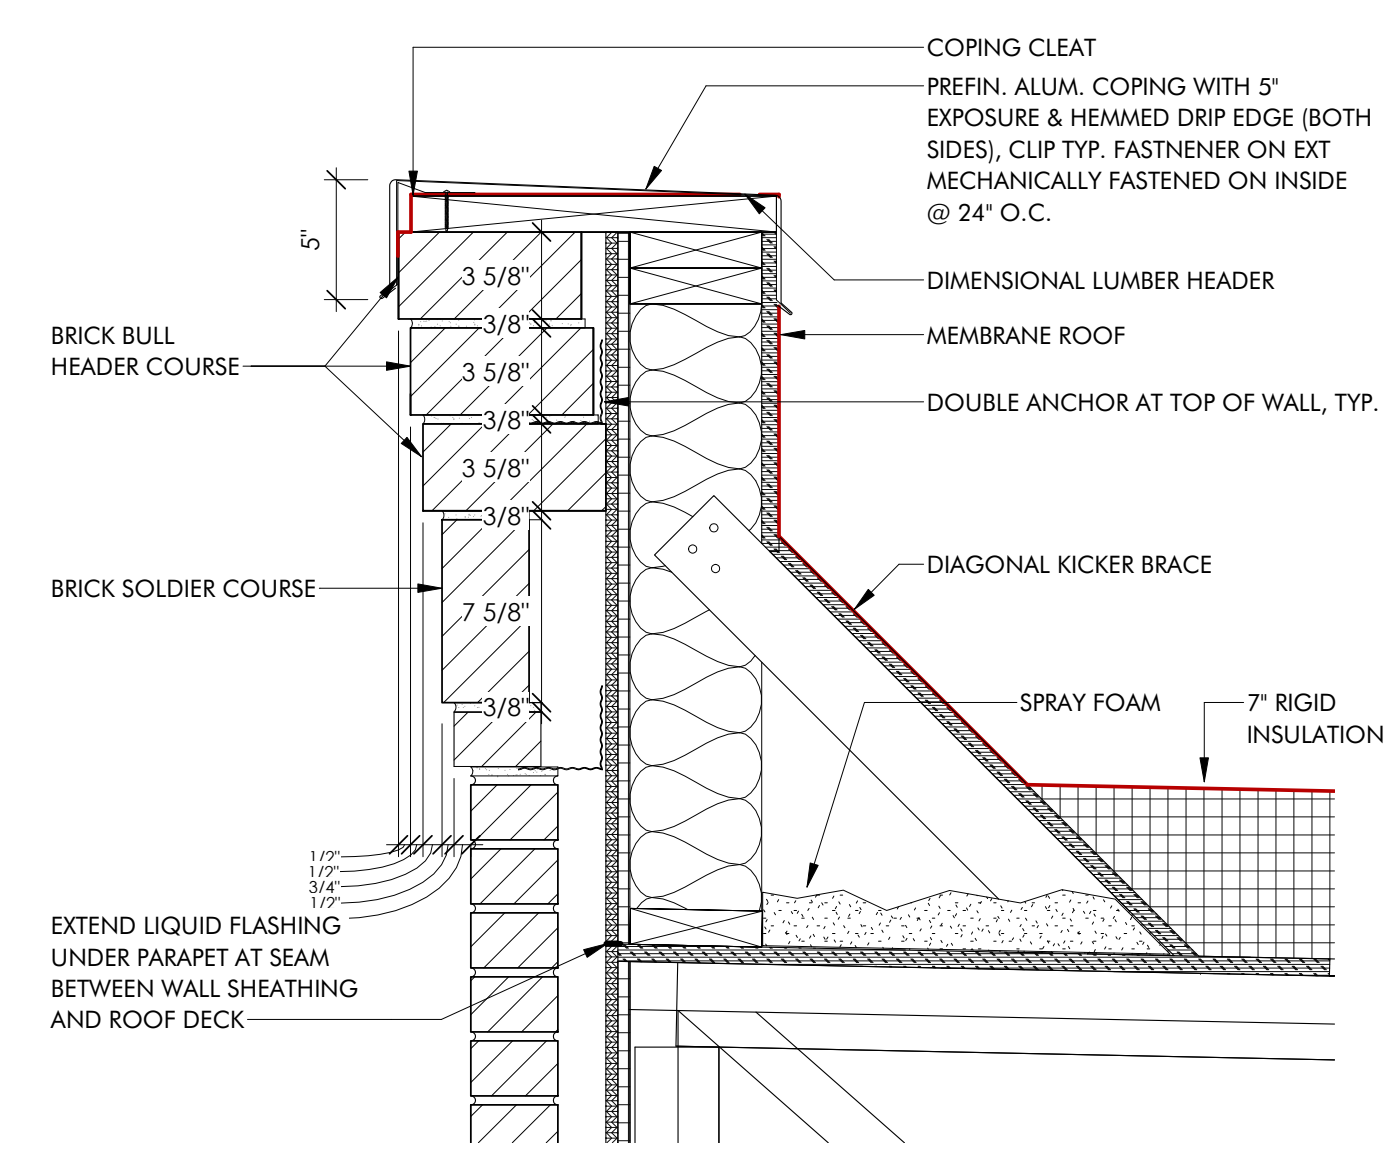 COPING CLEAT
PREFIN. ALUM. COPING WITH 5"
EXPOSURE & HEMMED DRIP EDGE (BOTH
SIDES), CLIP TYP. FASTNENER ON EXT
MECHANICALLY FASTENED ON INSIDE
@ 24" O.C.
5"
3 5/8"
DIMENSIONAL LUMBER HEADER
3/8"
BRICK BULL
HEADER COURSE
MEMBRANE ROOF
3 5/8"
DOUBLE ANCHOR AT TOP OF WALL, TYP.
3/8"
3 5/8"
3/8"
DIAGONAL KICKER BRACE
BRICK SOLDIER COURSE
7 5/8"
3/8"
SPRAY FOAM
7" RIGID
INSULATION
1/2"
1/2"
3/4"
1/2"
EXTEND LIQUID FLASHING
UNDER PARAPET AT SEAM
BETWEEN WALL SHEATHING
AND ROOF DECK